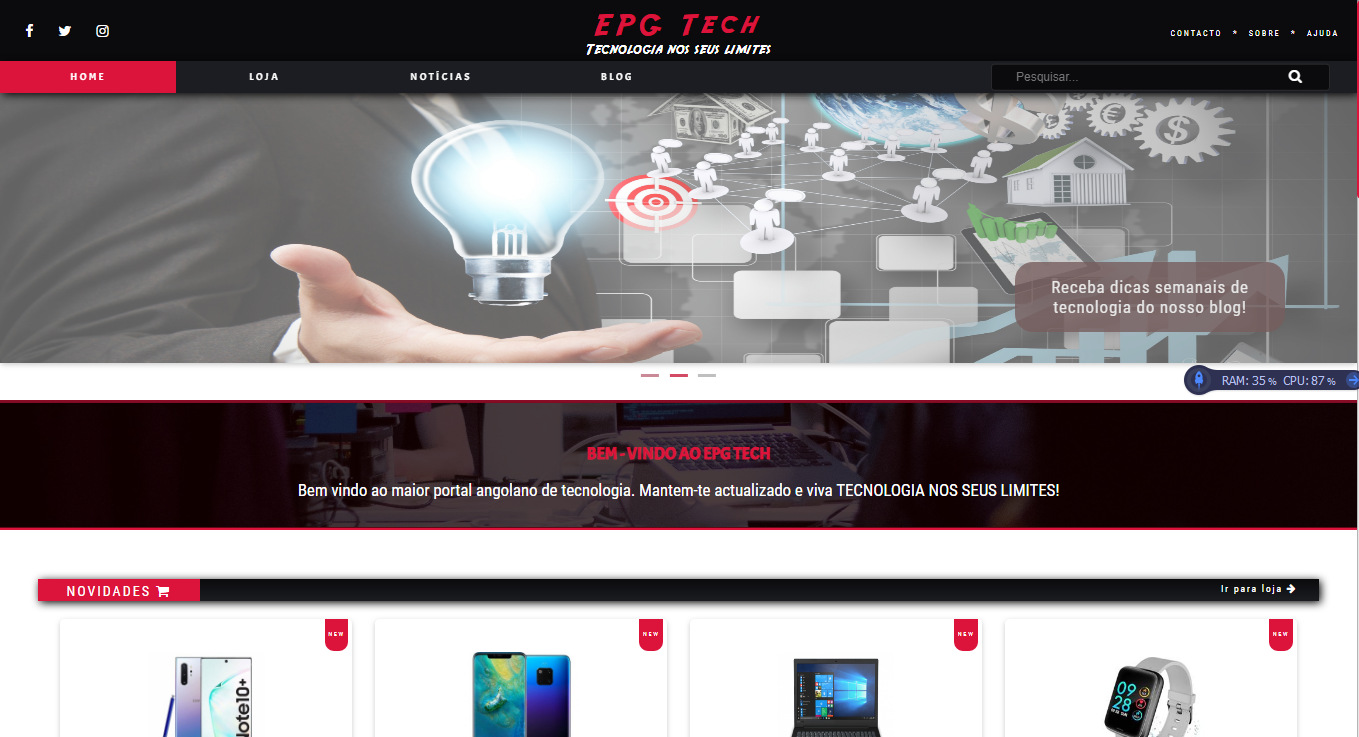 EPG Tech
Tecnologia nos seus limites
CONTACTO * SOBRE * AJUDA
HOME LOJA NOTÍCIAS BLOG Pesquisar...
Receba dicas semanais de
tecnologia do nosso blog!
RAM: 35 % CPU: 87 %
BEM - VINDO AO EPG TECH
Bem vindo ao maior portal angolano de tecnologia. Mantem-te actualizado e viva TECNOLOGIA NOS SEUS LIMITES!
NOVIDADES Ir para loja
NEW NEW NEW NEW
Note10+
09
28